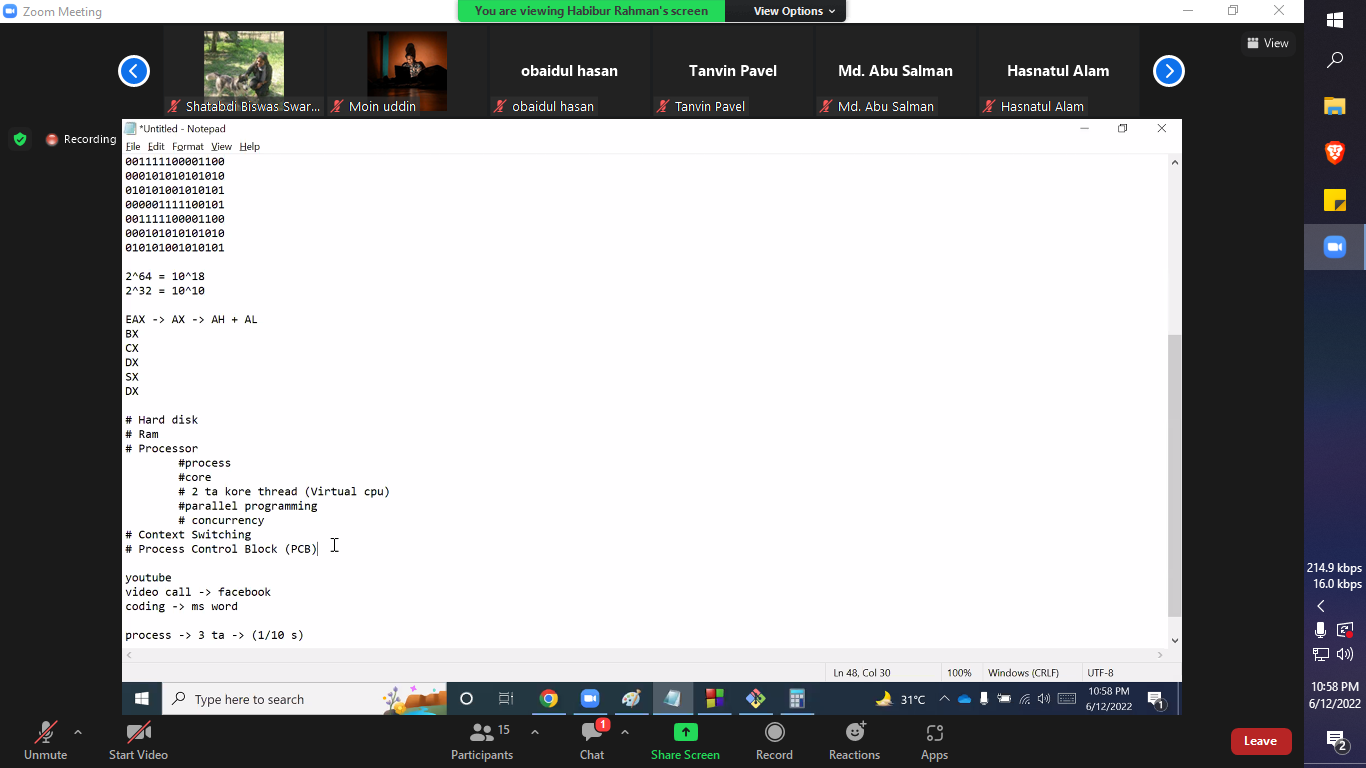 Zoom Meeting
You are viewing Habibur Rahman's screen
View Options
View
obaidul hasan
Tanvin Pavel
Md. Abu Salman
Hasnatul Alam
Shatabdi Biswas Swar...
Moin uddin
obaidul hasan
Tanvin Pavel
Md. Abu Salman
Hasnatul Alam
Recording
*Untitled - Notepad
File Edit Format View Help
001111100001100
000101010101010
010101001010101
000001111100101
001111100001100
000101010101010
010101001010101
2^64 = 10^18
2^32 = 10^10
EAX -> AX -> AH + AL
BX
CX
DX
SX
DX
# Hard disk
# Ram
# Processor
#process
#core
# 2 ta kore thread (Virtual cpu)
#parallel programming
# concurrency
# Context Switching
# Process Control Block (PCB)
youtube
video call -> facebook
coding -> ms word
process -> 3 ta -> (1/10 s)
Ln 48, Col 30
100%
Windows (CRLF)
UTF-8
Type here to search
31°C
10:58 PM
6/12/2022
1
Unmute
Start Video
Participants
15
Chat
1
Share Screen
Record
Reactions
Apps
Leave
214.9 kbps
16.0 kbps
10:58 PM
6/12/2022
2